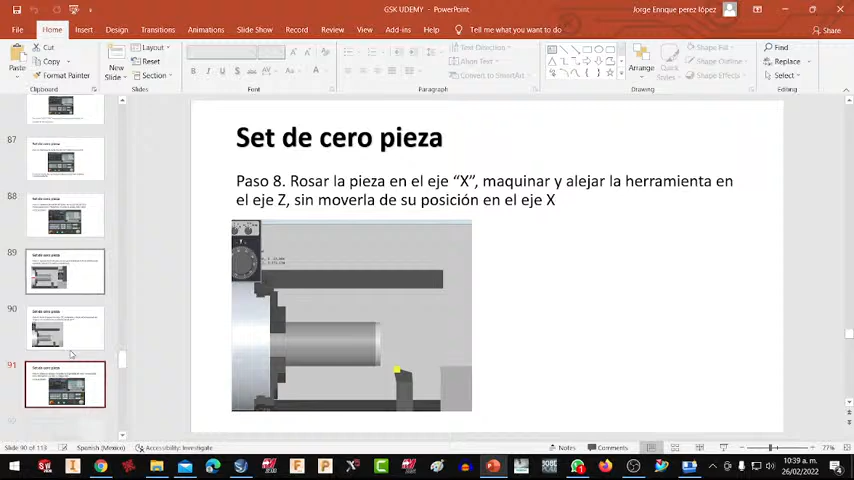 GSK UDEMY - PowerPoint
Jorge Enrique perez lópez
File Home Insert Design Transitions Animations Slide Show Record Review View Add-ins Help Tell me what you want to do Share
Cut
Copy
Format Painter
Paste
Clipboard
New Slide
Layout
Reset
Section
Slides
Font
Text Direction
Align Text
Convert to SmartArt
Paragraph
Arrange
Quick Styles
Shape Fill
Shape Outline
Shape Effects
Drawing
Find
Replace
Select
Editing
87
88
89
90
91
Set de cero pieza
Paso 8. Rosar la pieza en el eje “X”, maquinar y alejar la herramienta en
el eje Z, sin moverla de su posición en el eje X
Slide 90 of 113 Spanish (Mexico) Accessibility: Investigate Notes Comments 77%
10:39 a. m.
26/02/2022